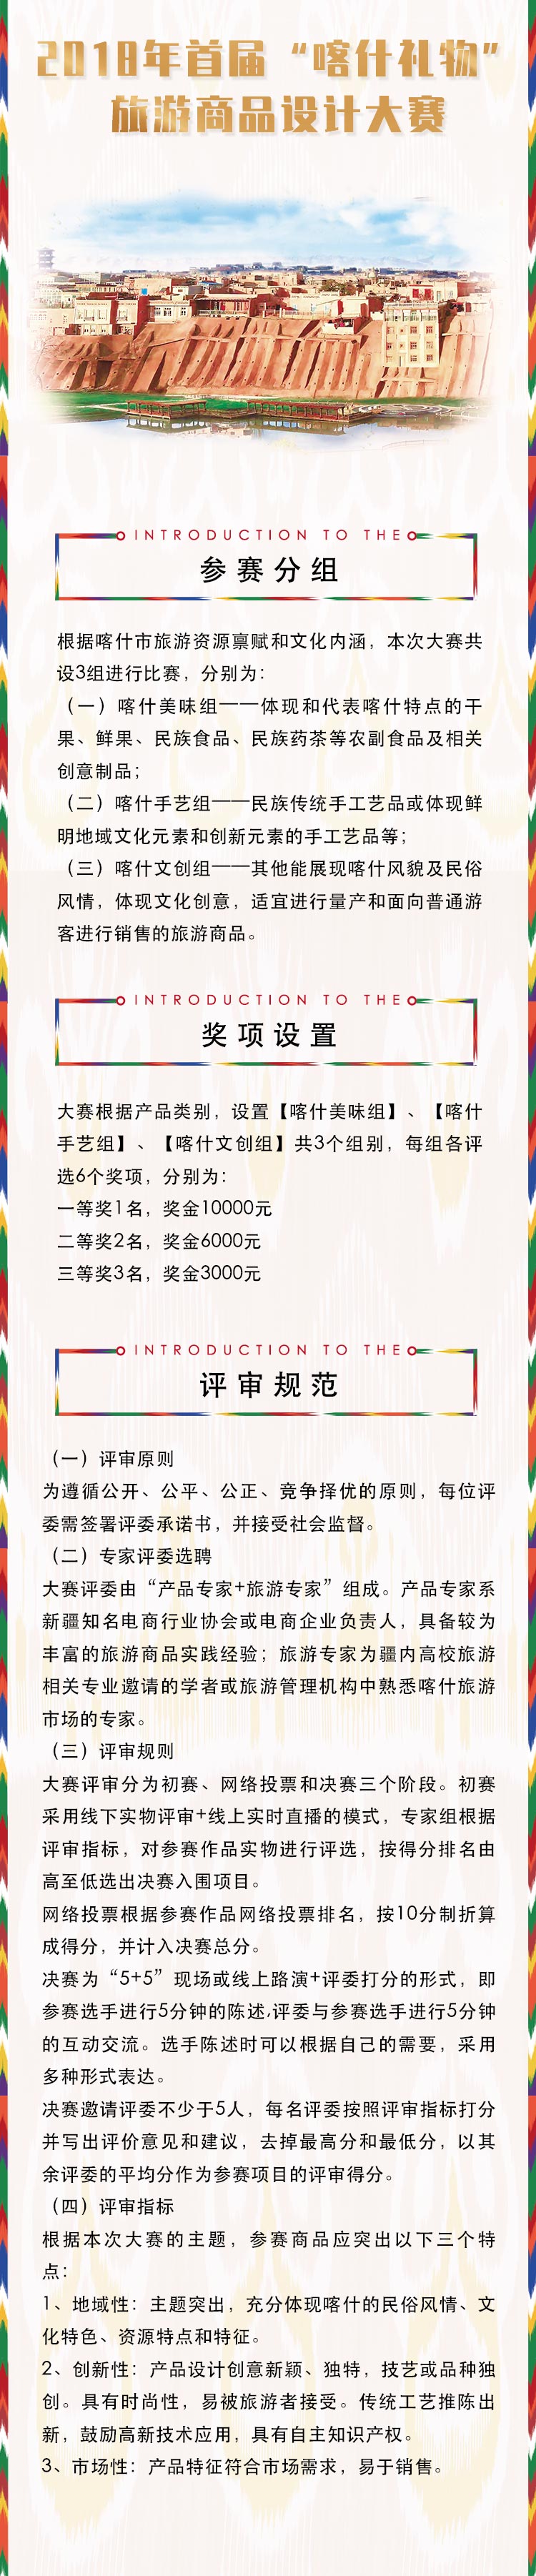 2018年首届“喀什礼物”
旅游商品设计大赛
INTRODUCTION TO THE
参赛分组
根据喀什市旅游资源禀赋和文化内涵，本次大赛共
设3组进行比赛，分别为：
（一）喀什美味组——体现和代表喀什特点的干
果、鲜果、民族食品、民族药茶等农副食品及相关
创意制品；
（二）喀什手艺组——民族传统手工艺品或体现鲜
明地域文化元素和创新元素的手工艺品等；
（三）喀什文创组——其他能展现喀什风貌及民俗
风情，体现文化创意，适宜进行量产和面向普通游
客进行销售的旅游商品。
INTRODUCTION TO THE
奖项设置
大赛根据产品类别，设置【喀什美味组】、【喀什
手艺组】、【喀什文创组】共3个组别，每组各评
选6个奖项，分别为：
一等奖1名，奖金10000元
二等奖2名，奖金6000元
三等奖3名，奖金3000元
INTRODUCTION TO THE
评审规范
（一）评审原则
为遵循公开、公平、公正、竞争择优的原则，每位评
委需签署评委承诺书，并接受社会监督。
（二）专家评委选聘
大赛评委由“产品专家+旅游专家”组成。产品专家系
新疆知名电商行业协会或电商企业负责人，具备较为
丰富的旅游商品实践经验；旅游专家为疆内高校旅游
相关专业邀请的学者或旅游管理机构中熟悉喀什旅游
市场的专家。
（三）评审规则
大赛评审分为初赛、网络投票和决赛三个阶段。初赛
采用线下实物评审+线上实时直播的模式，专家组根据
评审指标，对参赛作品实物进行评选，按得分排名由
高至低选出决赛入围项目。
网络投票根据参赛作品网络投票排名，按10分制折算
成得分，并计入决赛总分。
决赛为“5+5”现场或线上路演+评委打分的形式，即
参赛选手进行5分钟的陈述,评委与参赛选手进行5分钟
的互动交流。选手陈述时可以根据自己的需要，采用
多种形式表达。
决赛邀请评委不少于5人，每名评委按照评审指标打分
并写出评价意见和建议，去掉最高分和最低分，以其
余评委的平均分作为参赛项目的评审得分。
（四）评审指标
根据本次大赛的主题，参赛商品应突出以下三个特
点：
1、地域性：主题突出，充分体现喀什的民俗风情、文
化特色、资源特点和特征。
2、创新性：产品设计创意新颖、独特，技艺或品种独
创。具有时尚性，易被旅游者接受。传统工艺推陈出
新，鼓励高新技术应用，具有自主知识产权。
3、市场性：产品特征符合市场需求，易于销售。